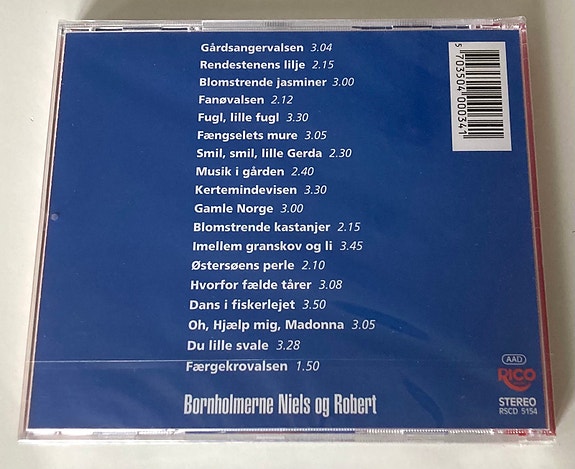 Gårdsangervalsen 3.04
Rendestenens lilje 2.15
Blomstrende jasminer 3.00
Fanøvalsen 2.12
Fugl, lille fugl 3.30
Fængselets mure 3.05
Smil, smil, lille Gerda 2.30
Musik i gården 2.40
Kertemindevisen 3.30
Gamle Norge 3.00
Blomstrende kastanjer 2.15
Imellem granskov og li 3.45
Østersøens perle 2.10
Hvorfor fælde tårer 3.08
Dans i fiskerlejet 3.50
Oh, Hjælp mig, Madonna 3.05
Du lille svale 3.28
Færgekrovalsen 1.50
Bornholmerne Niels og Robert
5 703504 000341
AAD
RICO
STEREO
RSCD 5154